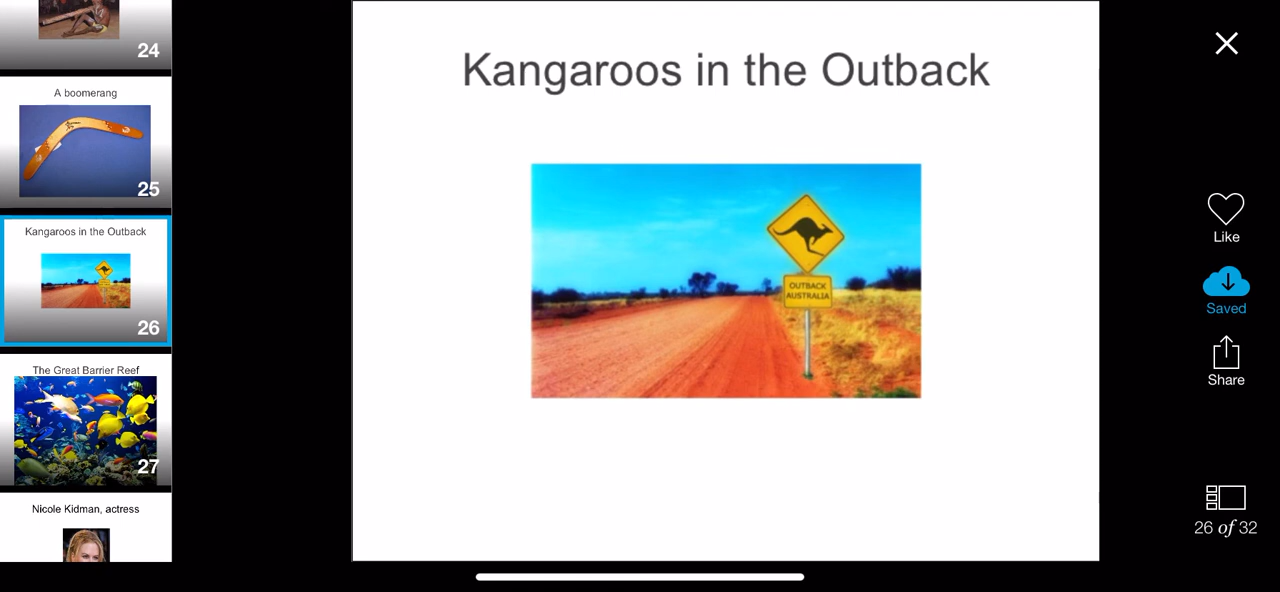 24
A boomerang
25
Kangaroos in the Outback
26
The Great Barrier Reef
27
Nicole Kidman, actress
Kangaroos in the Outback
OUTBACK
AUSTRALIA
Like
Saved
Share
26 of 32